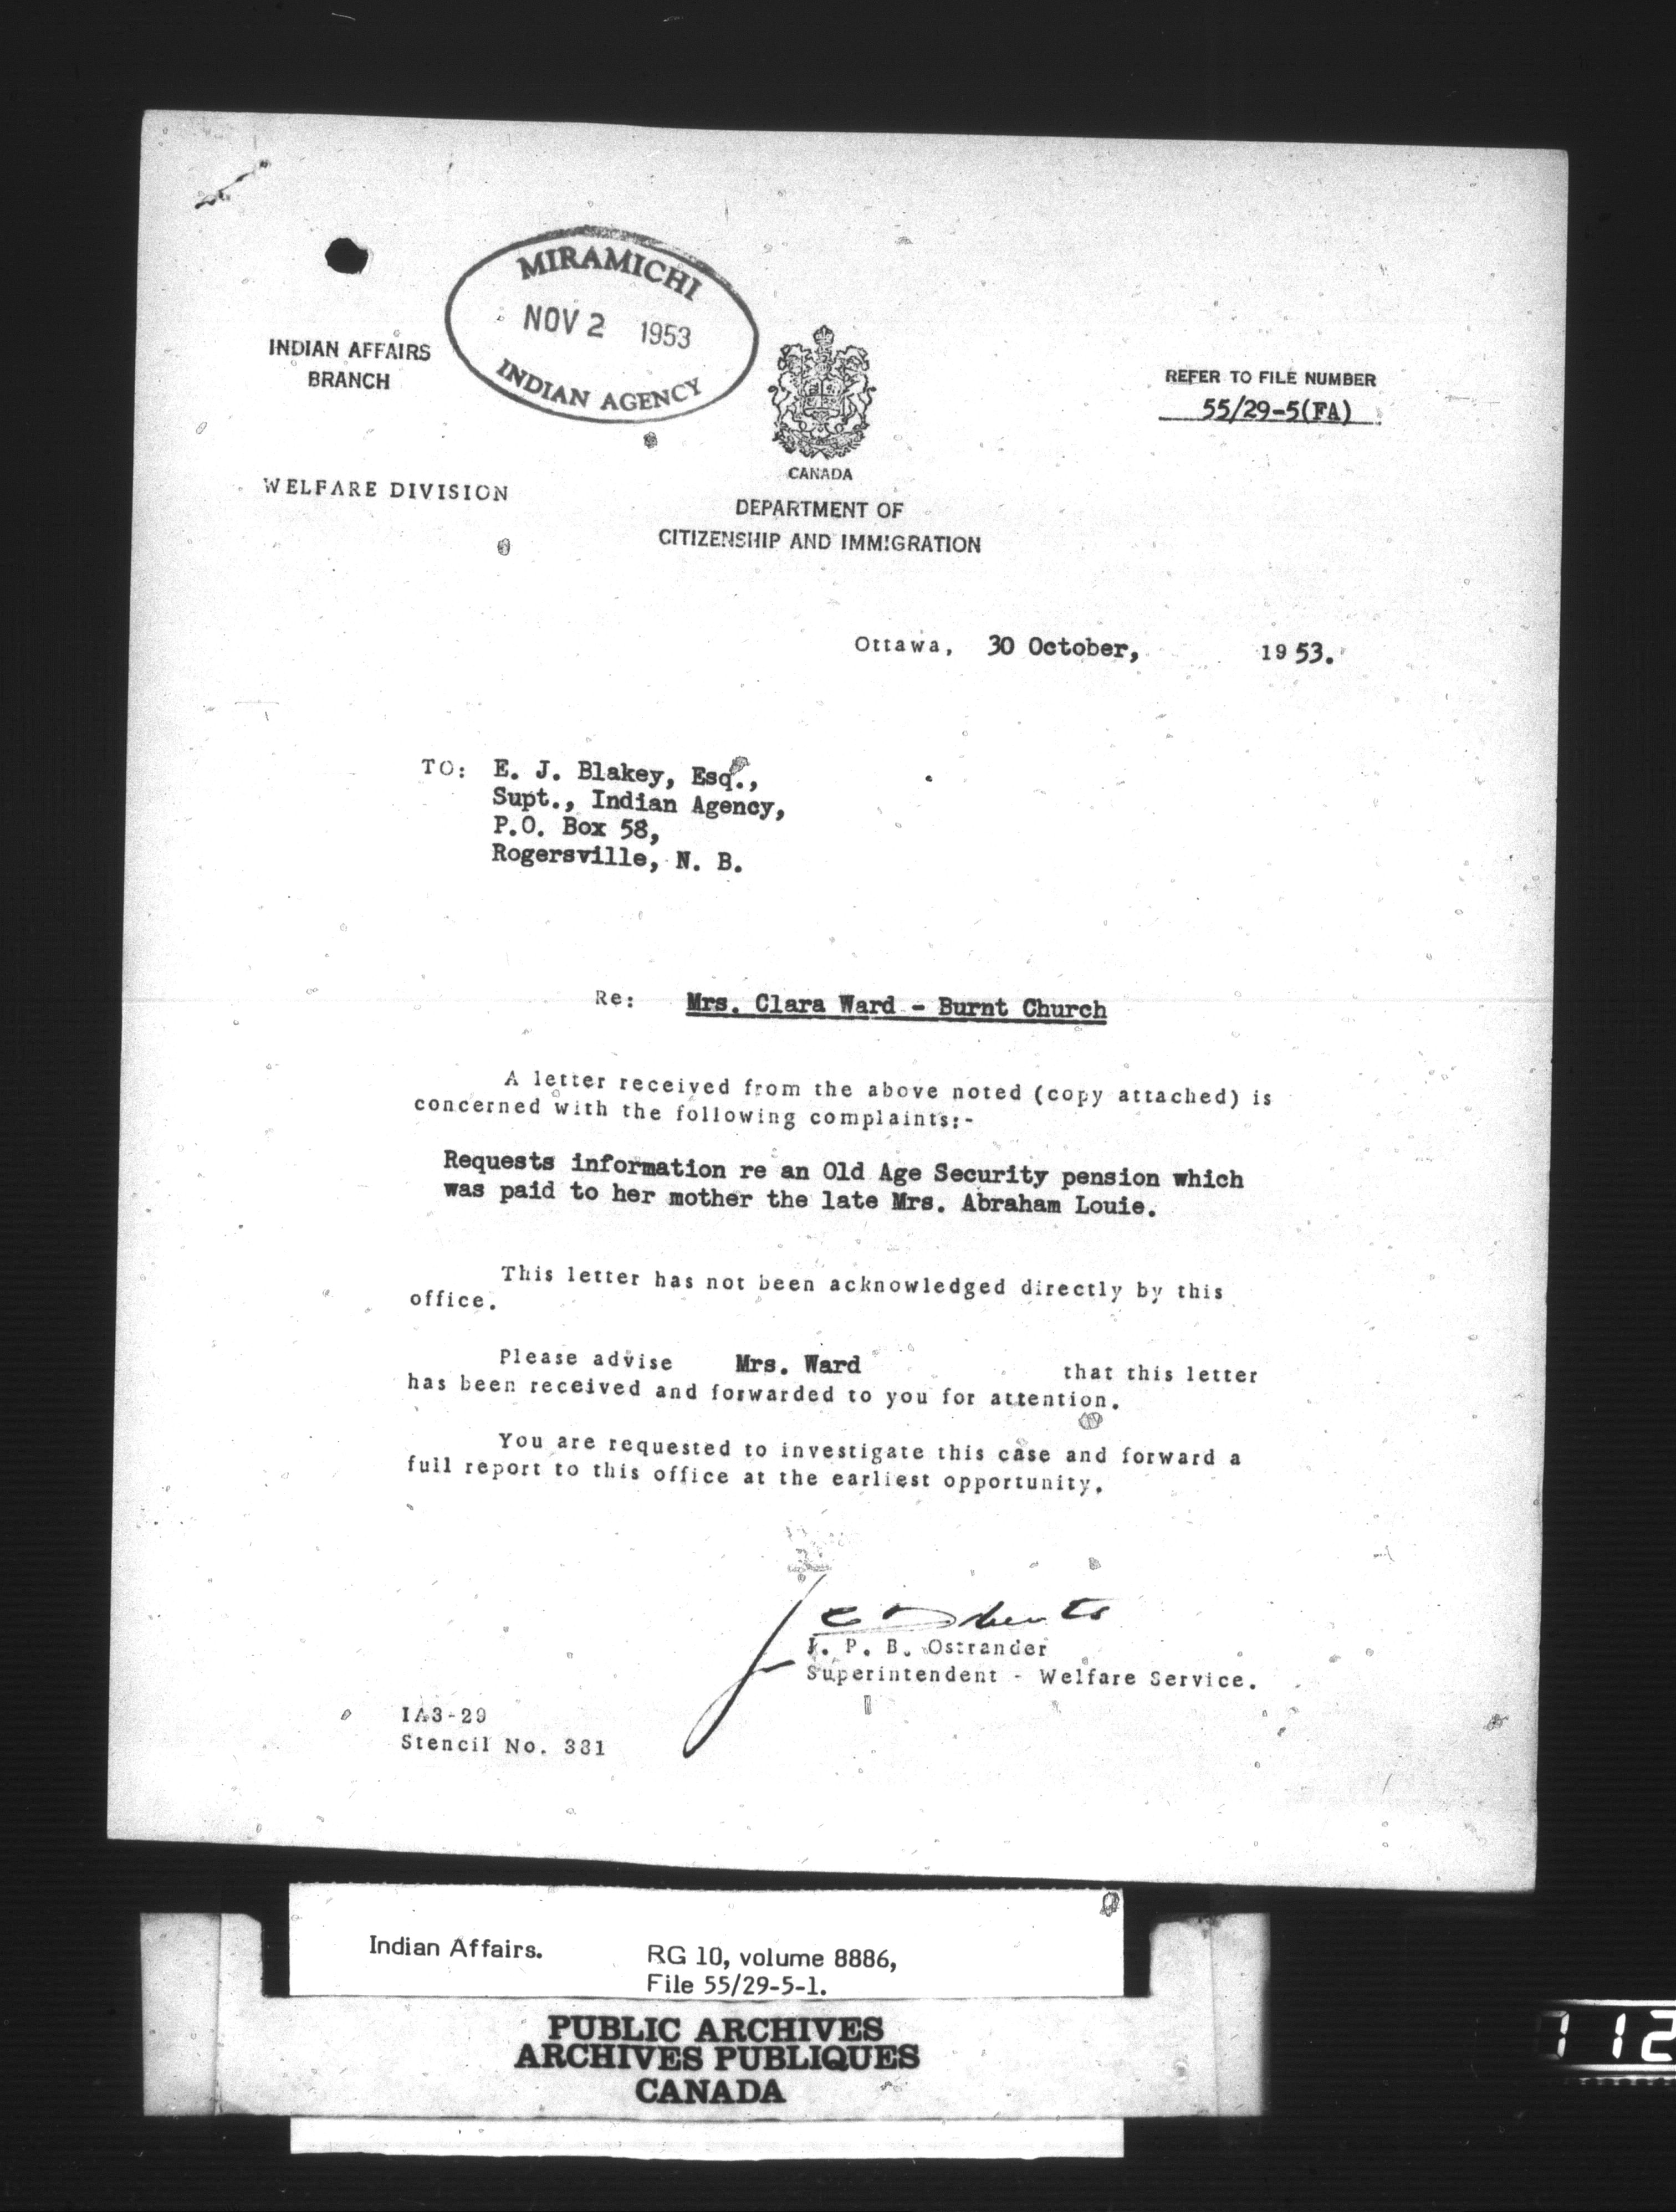 MIRAMICHI
NOV 2 1953
INDIAN AGENCY
INDIAN AFFAIRS
BRANCH
REFER TO FILE NUMBER
55/29-5(FA)
WELFARE DIVISION
CANADA
DEPARTMENT OF
CITIZENSHIP AND IMMIGRATION
Ottawa, 30 October, 1953.
TO: E. J. Blakey, Esq.,
Supt., Indian Agency,
P.O. Box 58,
Rogersville, N. B.
Re: Mrs. Clara Ward - Burnt Church
A letter received from the above noted (copy attached) is
concerned with the following complaints:-
Requests information re an Old Age Security pension which
was paid to her mother the late Mrs. Abraham Louie.
This letter has not been acknowledged directly by this
office.
Please advise Mrs. Ward that this letter
has been received and forwarded to you for attention.
You are requested to investigate this case and forward a
full report to this office at the earliest opportunity.
J. P. B. Ostrander
Superintendent - Welfare Service.
IA3-29
Stencil No. 331
Indian Affairs. RG 10, volume 8886,
File 55/29-5-1.
PUBLIC ARCHIVES
ARCHIVES PUBLIQUES
CANADA
112